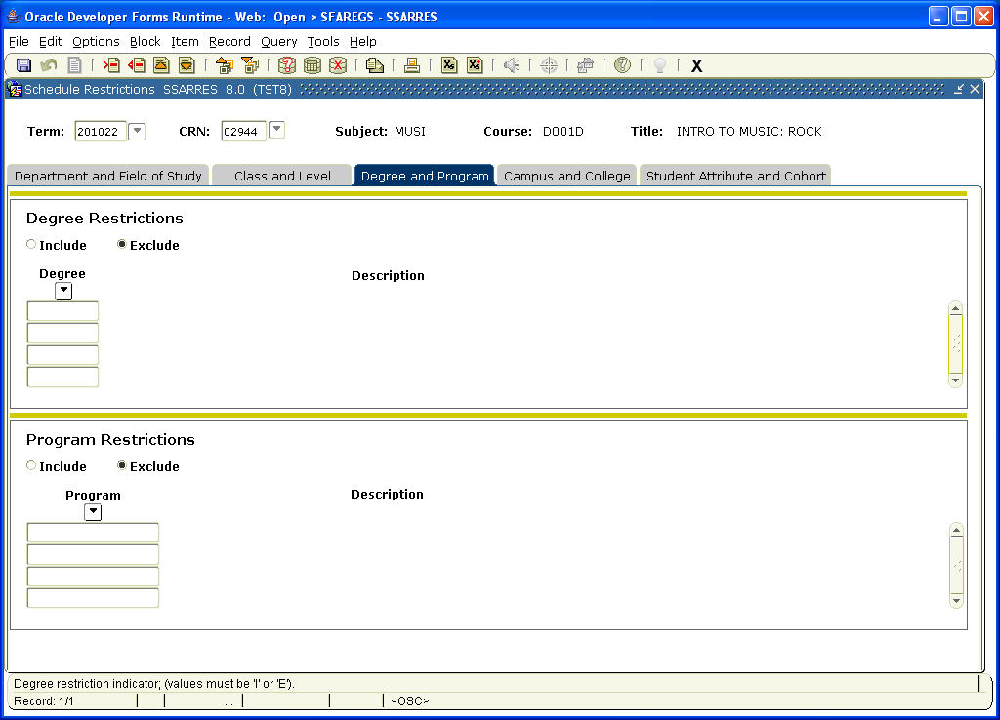 Oracle Developer Forms Runtime - Web: Open > SFAREGS - SSARRES
File Edit Options Block Item Record Query Tools Help
X
Schedule Restrictions SSARRES 8.0 (TST8)
Term: 201022 CRN: 02944 Subject: MUSI Course: D001D Title: INTRO TO MUSIC: ROCK
Department and Field of Study Class and Level Degree and Program Campus and College Student Attribute and Cohort
Degree Restrictions
Include Exclude
Degree Description
Program Restrictions
Include Exclude
Program Description
Degree restriction indicator; (values must be 'I' or 'E').
Record: 1/1 ... <OSC>